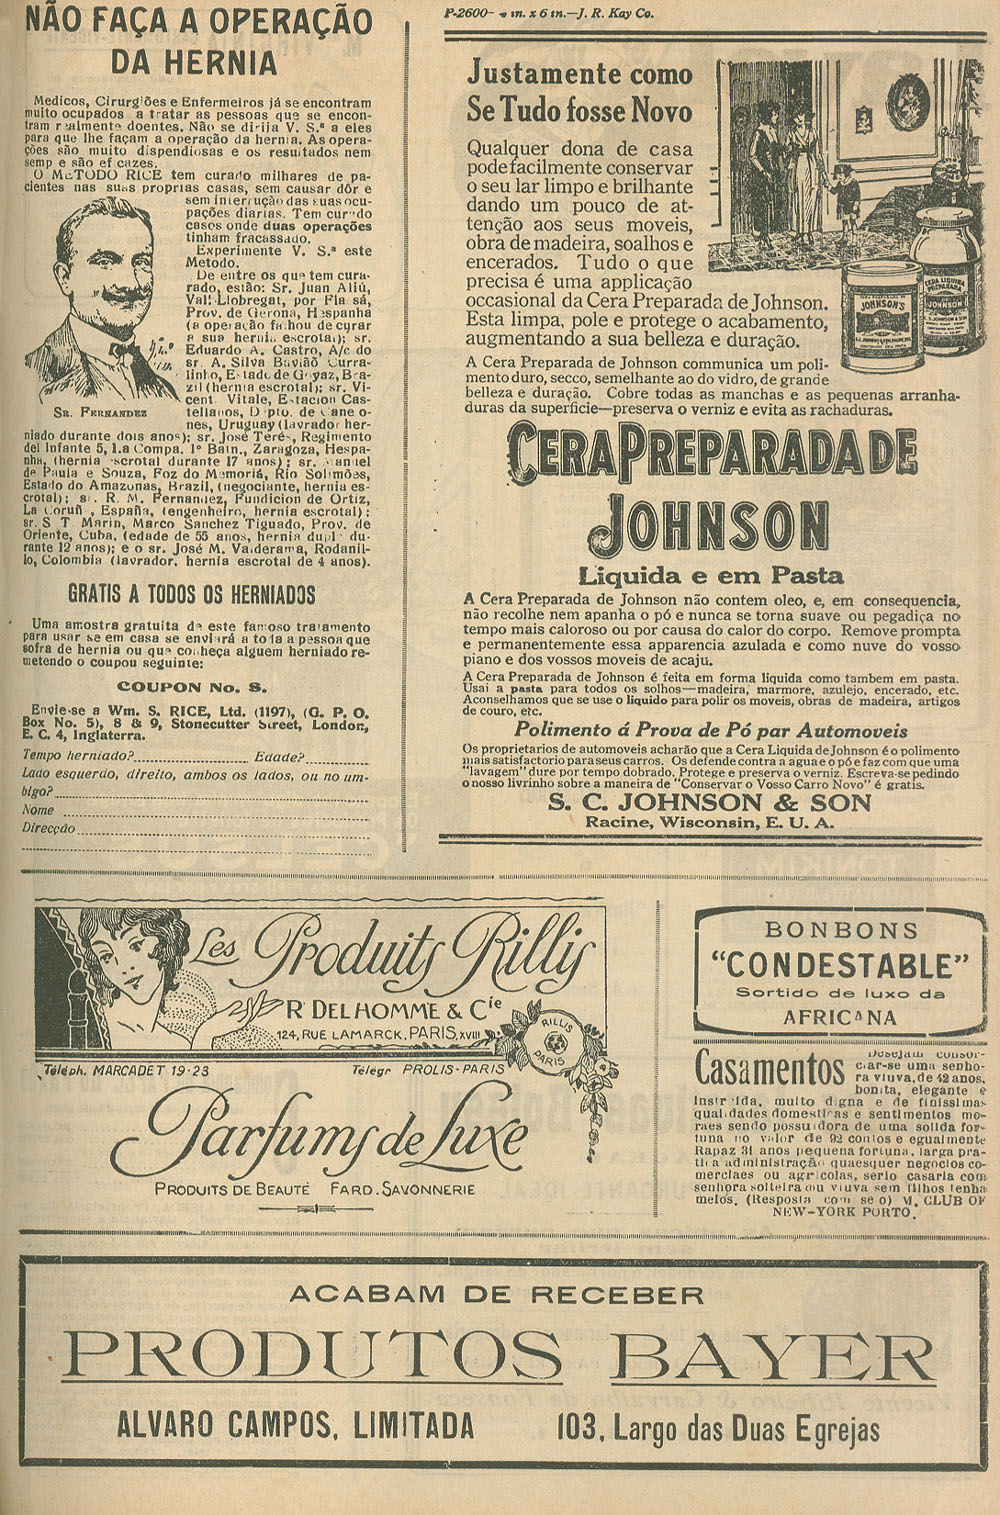 NÃO FAÇA A OPERAÇÃO
DA HERNIA
Medicos, Cirurgiões e Enfermeiros já se encontram
muito ocupados a tratar as pessoas que se encon-
tram realmente doentes. Não se dirija V. S.ª a eles
para que lhe façam a operação da hernia. As opera-
ções são muito dispendiosas e os resultados nem
semp e são ef cazes.
O METODO RICE tem curado milhares de pa-
cientes nas suas proprias casas, sem causar dôr e
sem interrução das suas ocu-
pações diarias. Tem curado
casos onde duas operações
tinham fracassado.
Experimente V. S.ª este
Metodo.
De entre os que tem cura-
rado, estão: Sr. Juan Aliú,
Val! Llobregat, por Fla sá,
Prov. de Gerona, Hespanha
(a operação falhou de curar
a sua hernia escrotal); sr.
Eduardo A. Castro, A/c do
sr. A. Silva Bavião Curra-
linto, Estado de Goyaz, Bra-
zil (hernia escrotal); sr. Vi-
cent Vitale, Estacion Cas-
tellanos, D pto. de Cane o-
nes, Uruguay (lavrador her-
SR. FERNANDEZ
niado durante dois anos); sr. José Terés, Regimento
del Infante 5, 1.a Compa. 1º Batn., Zaragoza, Hespa-
nha, (hernia escrotal durante 17 anos); sr. Manuel
de Paula e Souza, Foz do Memoriá, Rio Solimões,
Estado do Amazonas, Brazil, (negociante, hernia es-
crotal); sr. R. M. Fernandez, Fundicion de Ortiz,
La Coruñ , España, (engenheiro, hernia escrotal);
sr. S T Marin, Marco Sanchez Tiguado, Prov. de
Oriente, Cuba, (edade de 55 anos, hernia dupl du-
rante 12 anos); e o sr. José M. Valderama, Rodanil-
lo, Colombia (lavrador, hernia escrotal de 4 anos).
GRATIS A TODOS OS HERNIADOS
Uma amostra gratuita de este famoso tratamento
para usar se em casa se enviará a toda a pessoa que
sofra de hernia ou que conheça alguem herniado re-
metendo o coupou seguinte:
COUPON No. S.
Envie-se a Wm. S. RICE, Ltd. (1197), (G. P. O.
Box No. 5), 8 & 9, Stonecutter Street, London,
E. C. 4, Inglaterra.
Tempo herniado? Edade?
Lado esquerdo, direito, ambos os lados, ou no um-
bigo?
Nome
Direcção
P-2600- in. x 6 in.—J. R. Kay Co.
Justamente como
Se Tudo fosse Novo
Qualquer dona de casa
pode facilmente conservar
o seu lar limpo e brilhante
dando um pouco de at-
tenção aos seus moveis,
obra de madeira, soalhos e
encerados. Tudo o que
precisa é uma applicação
occasional da Cera Preparada de Johnson.
Esta limpa, pole e protege o acabamento,
augmentando a sua belleza e duração.
JOHNSON'S
CERA LIQUIDA
PREPARADA
JOHNSON
A Cera Preparada de Johnson communica um poli-
mento duro, secco, semelhante ao do vidro, de grande
belleza e duração. Cobre todas as manchas e as pequenas arranha-
duras da superficie—preserva o verniz e evita as rachaduras.
CERA PREPARADA DE
JOHNSON
Liquida e em Pasta
A Cera Preparada de Johnson não contem oleo, e, em consequencia,
não recolhe nem apanha o pó e nunca se torna suave ou pegadiça no
tempo mais caloroso ou por causa do calor do corpo. Remove prompta
e permanentemente essa apparencia azulada e como nuve do vosso
piano e dos vossos moveis de acajú.
A Cera Preparada de Johnson é feita em forma liquida como tambem em pasta.
Usai a pasta para todos os solhos—madeira, marmore, azulejo, encerado, etc.
Aconselhamos que se use o liquido para polir os moveis, obras de madeira, artigos
de couro, etc.
Polimento á Prova de Pó par Automoveis
Os proprietarios de automoveis acharão que a Cera Liquida de Johnson é o polimento
mais satisfactorio para seus carros. Os defende contra a agua e o pó e faz com que uma
"lavagem" dure por tempo dobrado. Protege e preserva o verniz. Escreva-se pedindo
o nosso livrinho sobre a maneira de "Conservar o Vosso Carro Novo" é gratis.
S. C. JOHNSON & SON
Racine, Wisconsin, E. U. A.
Les Produits Rillis
R. DELHOMME & Cie
124, RUE LAMARCK, PARIS, XVIII
RILLIS
PARIS
Téléph. MARCADET 19-23 Télégr PROLIS-PARIS
Parfums de Luxe
PRODUITS DE BEAUTÉ FARD. SAVONNERIE
BONBONS
"CONDESTABLE"
Sortido de luxo da
AFRICANA
Casamentos
Desejam consor-
ciar-se uma senho-
ra viuva, de 42 anos,
bonita, elegante e
instruida, muito digna e de finissimas
qualidades domesticas e sentimentos mo-
raes sendo possuidora de uma solida for-
tuna no valor de 92 contos e egualmente
Rapaz 31 anos pequena fortuna, larga pra-
tica administração quaesquer negocios co-
merciaes ou agricolas, serio casaria com
senhora solteira ou viuva sem filhos tenha
meios. (Resposta com se o) M. CLUB OF
NEW-YORK PORTO.
ACABAM DE RECEBER
PRODUTOS BAYER
ALVARO CAMPOS, LIMITADA 103, Largo das Duas Egrejas